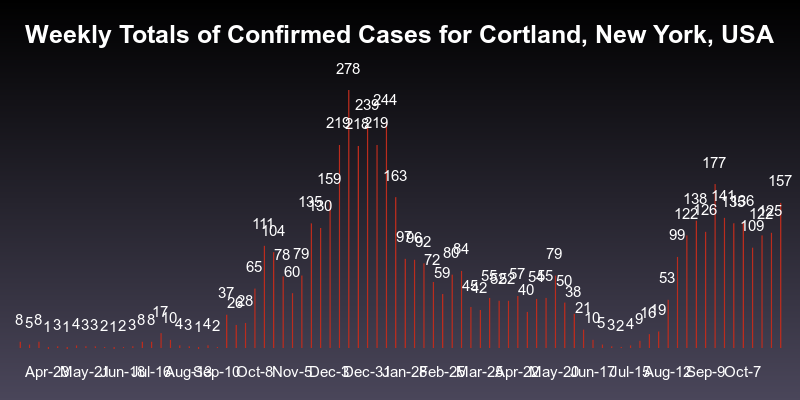 Weekly Totals of Confirmed Cases for Cortland, New York, USA
8 5 8 1 3 1 4 3 3 2 1 2 3 8 8 17 10 4 3 1 4 2 37 26 28 65 111 104 78 60 79 135 130 159 219 278 218 239 219 244 163 97 96 92 72 59 80 84 45 42 55 52 52 57 40 54 55 79 50 38 21 10 5 3 2 4 9 16 19 53 99 122 138 126 177 141 135 136 109 122 125 157
Apr-29 May-21 Jun-18 Jul-16 Aug-13 Sep-10 Oct-8 Nov-5 Dec-3 Dec-31 Jan-28 Feb-25 Mar-25 Apr-22 May-20 Jun-17 Jul-15 Aug-12 Sep-9 Oct-7